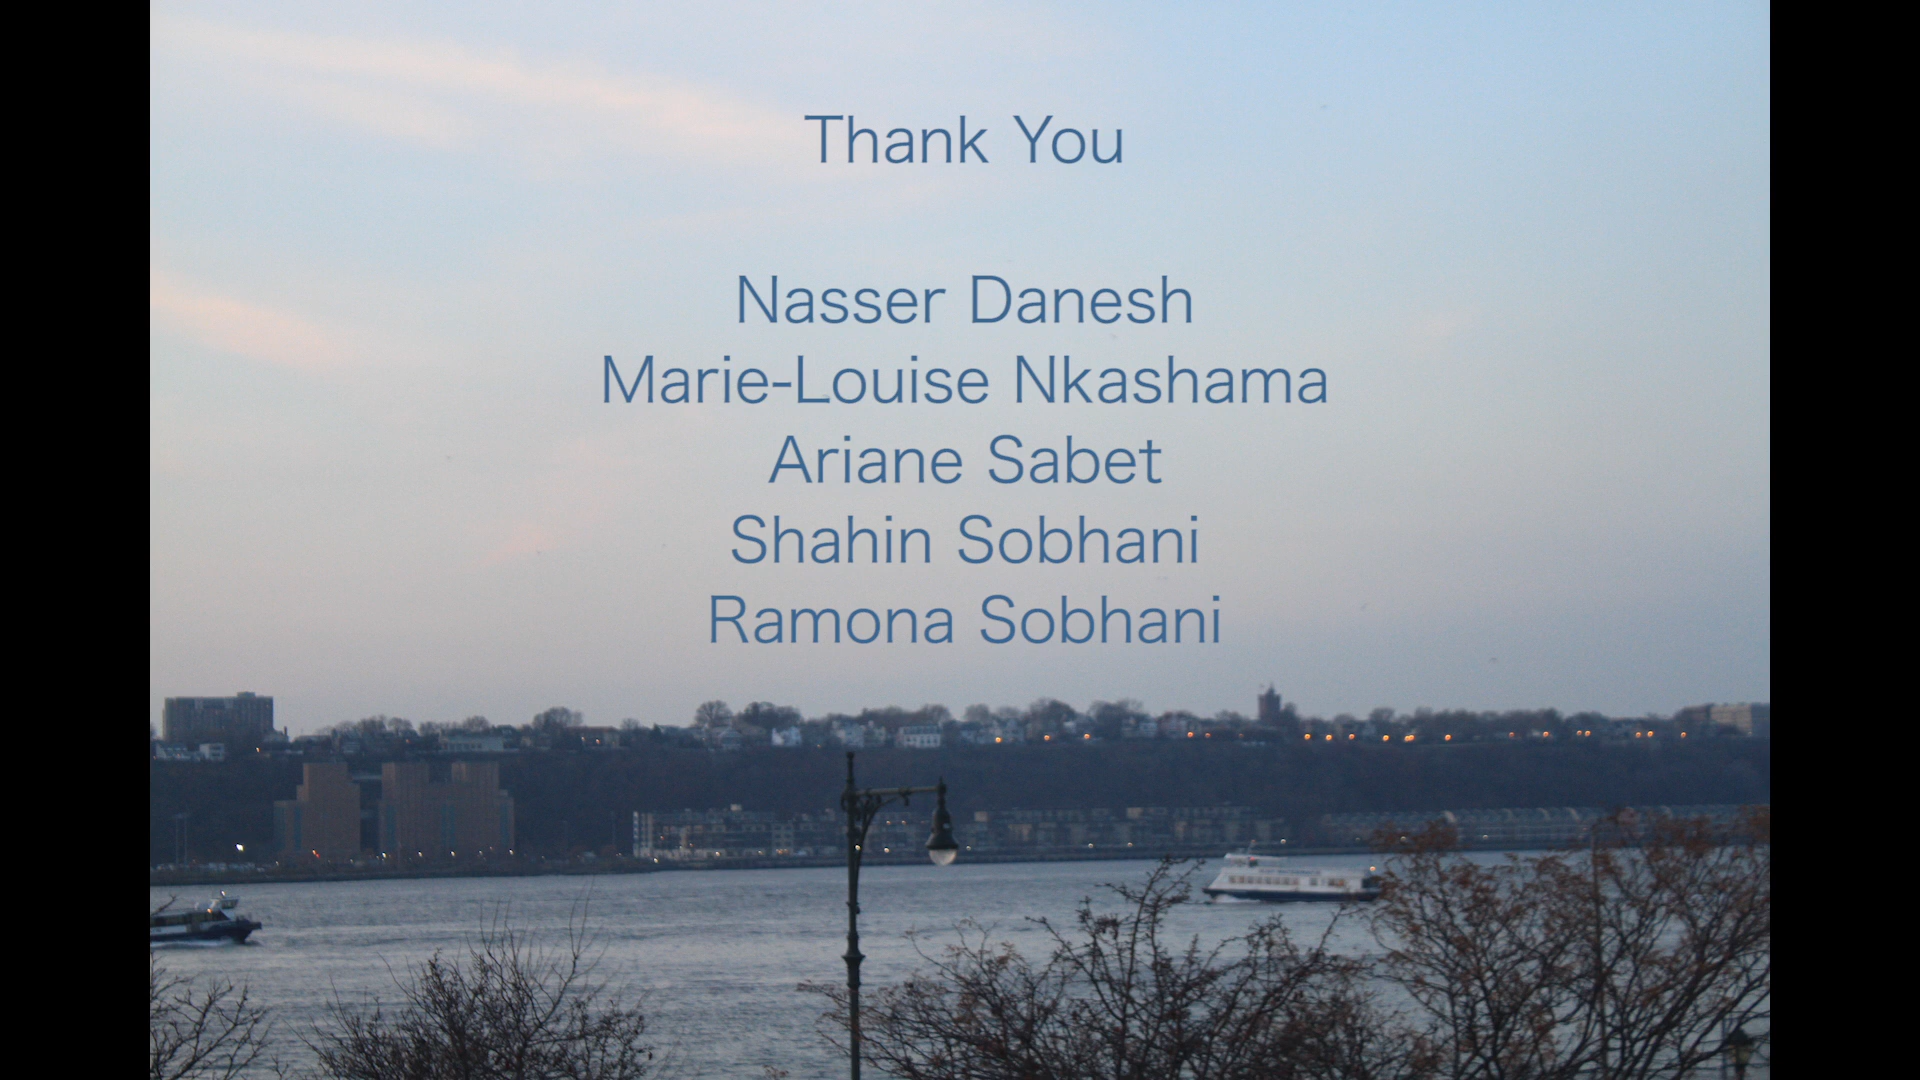 Thank You
Nasser Danesh
Marie-Louise Nkashama
Ariane Sabet
Shahin Sobhani
Ramona Sobhani